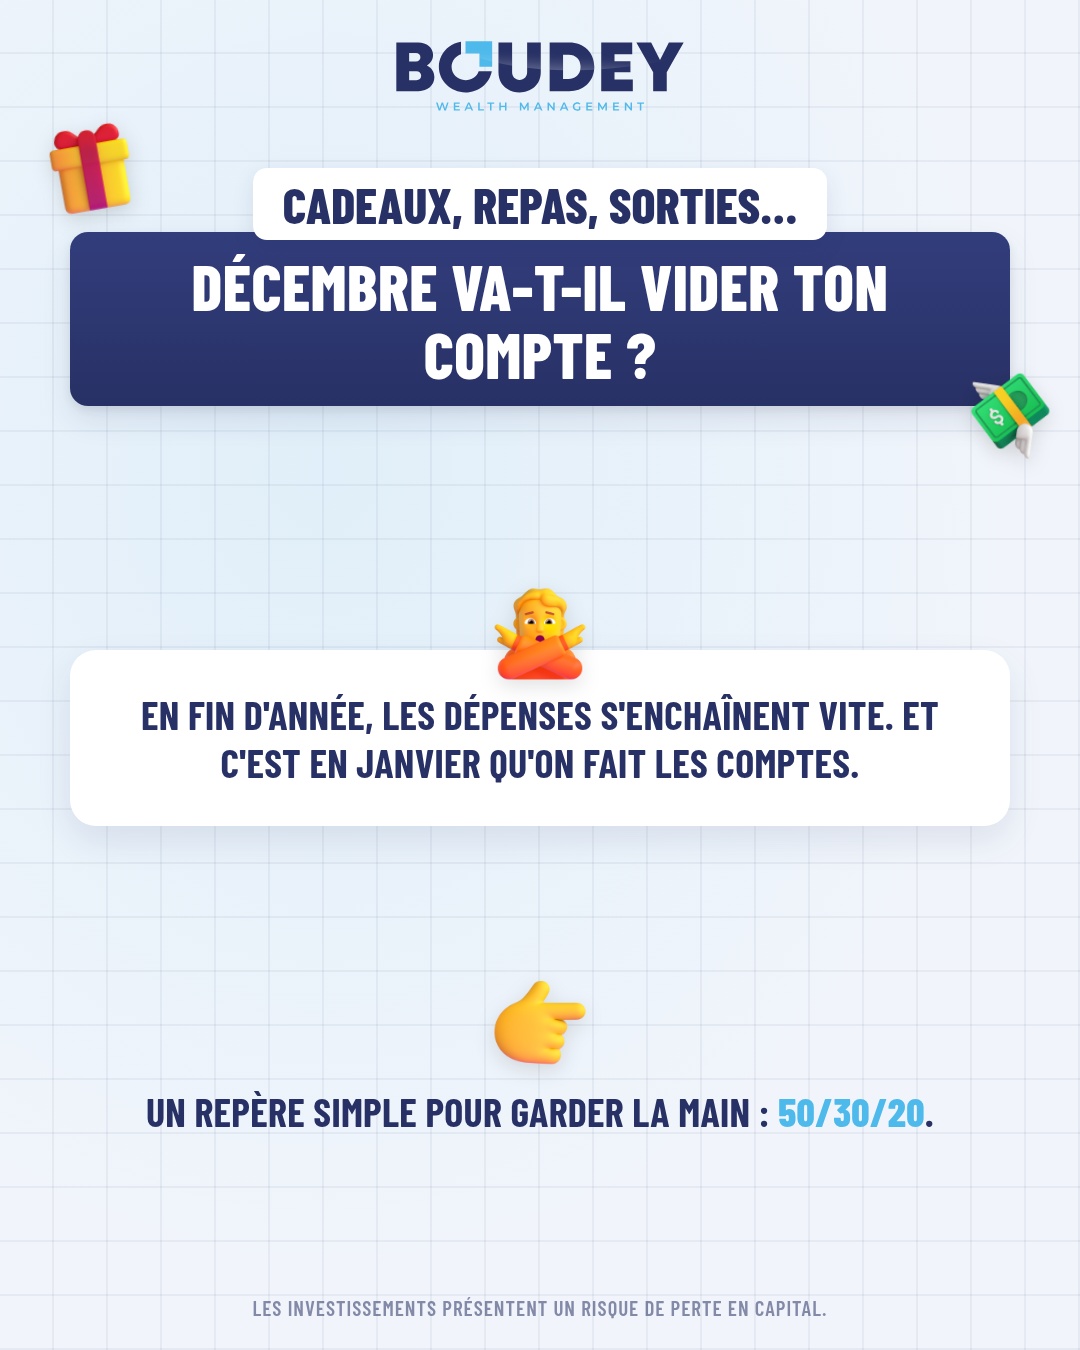 BOUDEY
WEALTH MANAGEMENT
CADEAUX, REPAS, SORTIES...
DÉCEMBRE VA-T-IL VIDER TON
COMPTE ?
$
EN FIN D'ANNÉE, LES DÉPENSES S'ENCHAÎNENT VITE. ET
C'EST EN JANVIER QU'ON FAIT LES COMPTES.
UN REPÈRE SIMPLE POUR GARDER LA MAIN : 50/30/20.
LES INVESTISSEMENTS PRÉSENTENT UN RISQUE DE PERTE EN CAPITAL.